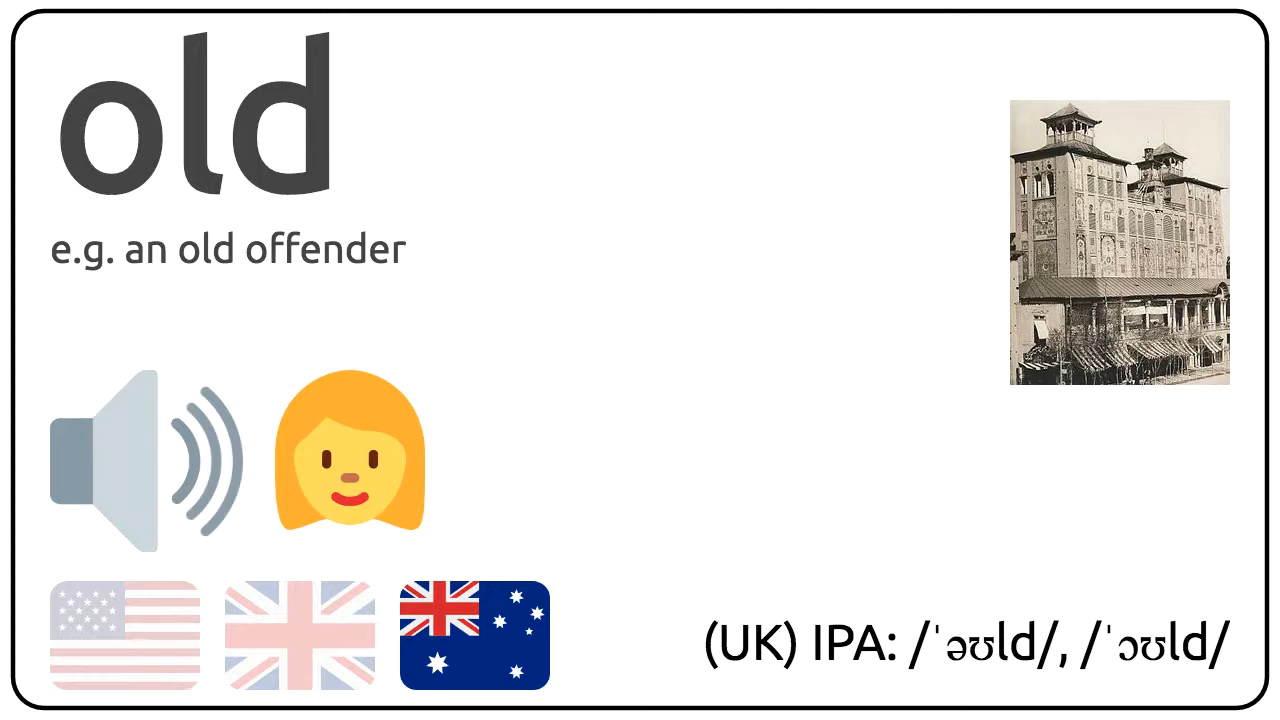 old
e.g. an old offender
(UK) IPA: /ˈəʊld/, /ˈɔʊld/